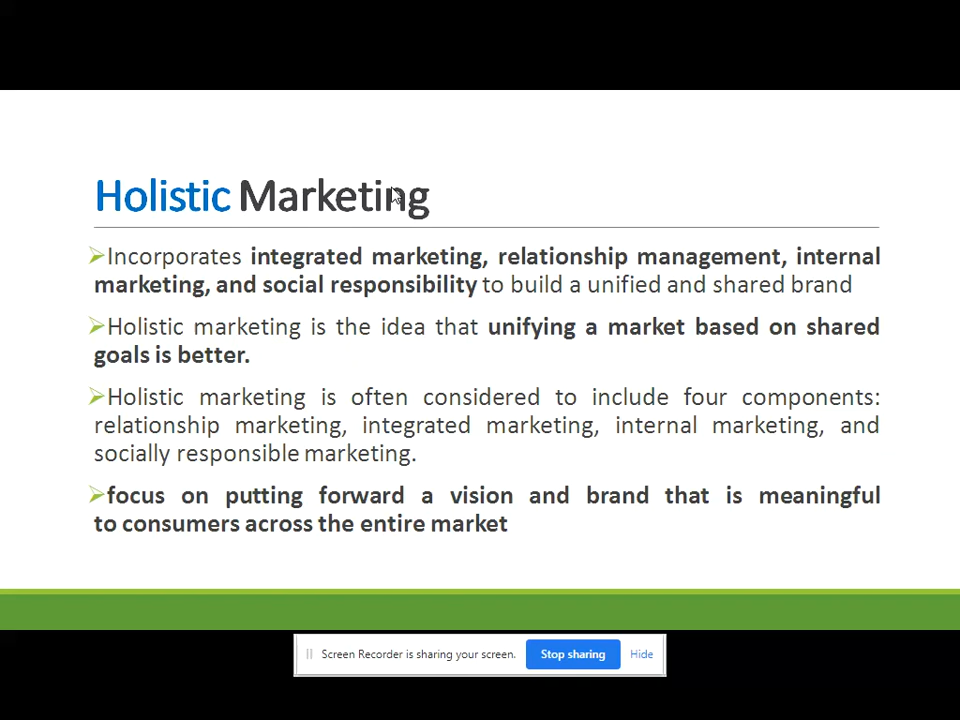 Holistic Marketing
➢Incorporates integrated marketing, relationship management, internal
marketing, and social responsibility to build a unified and shared brand
➢Holistic marketing is the idea that unifying a market based on shared
goals is better.
➢Holistic marketing is often considered to include four components:
relationship marketing, integrated marketing, internal marketing, and
socially responsible marketing.
➢focus on putting forward a vision and brand that is meaningful
to consumers across the entire market
Screen Recorder is sharing your screen. Stop sharing Hide